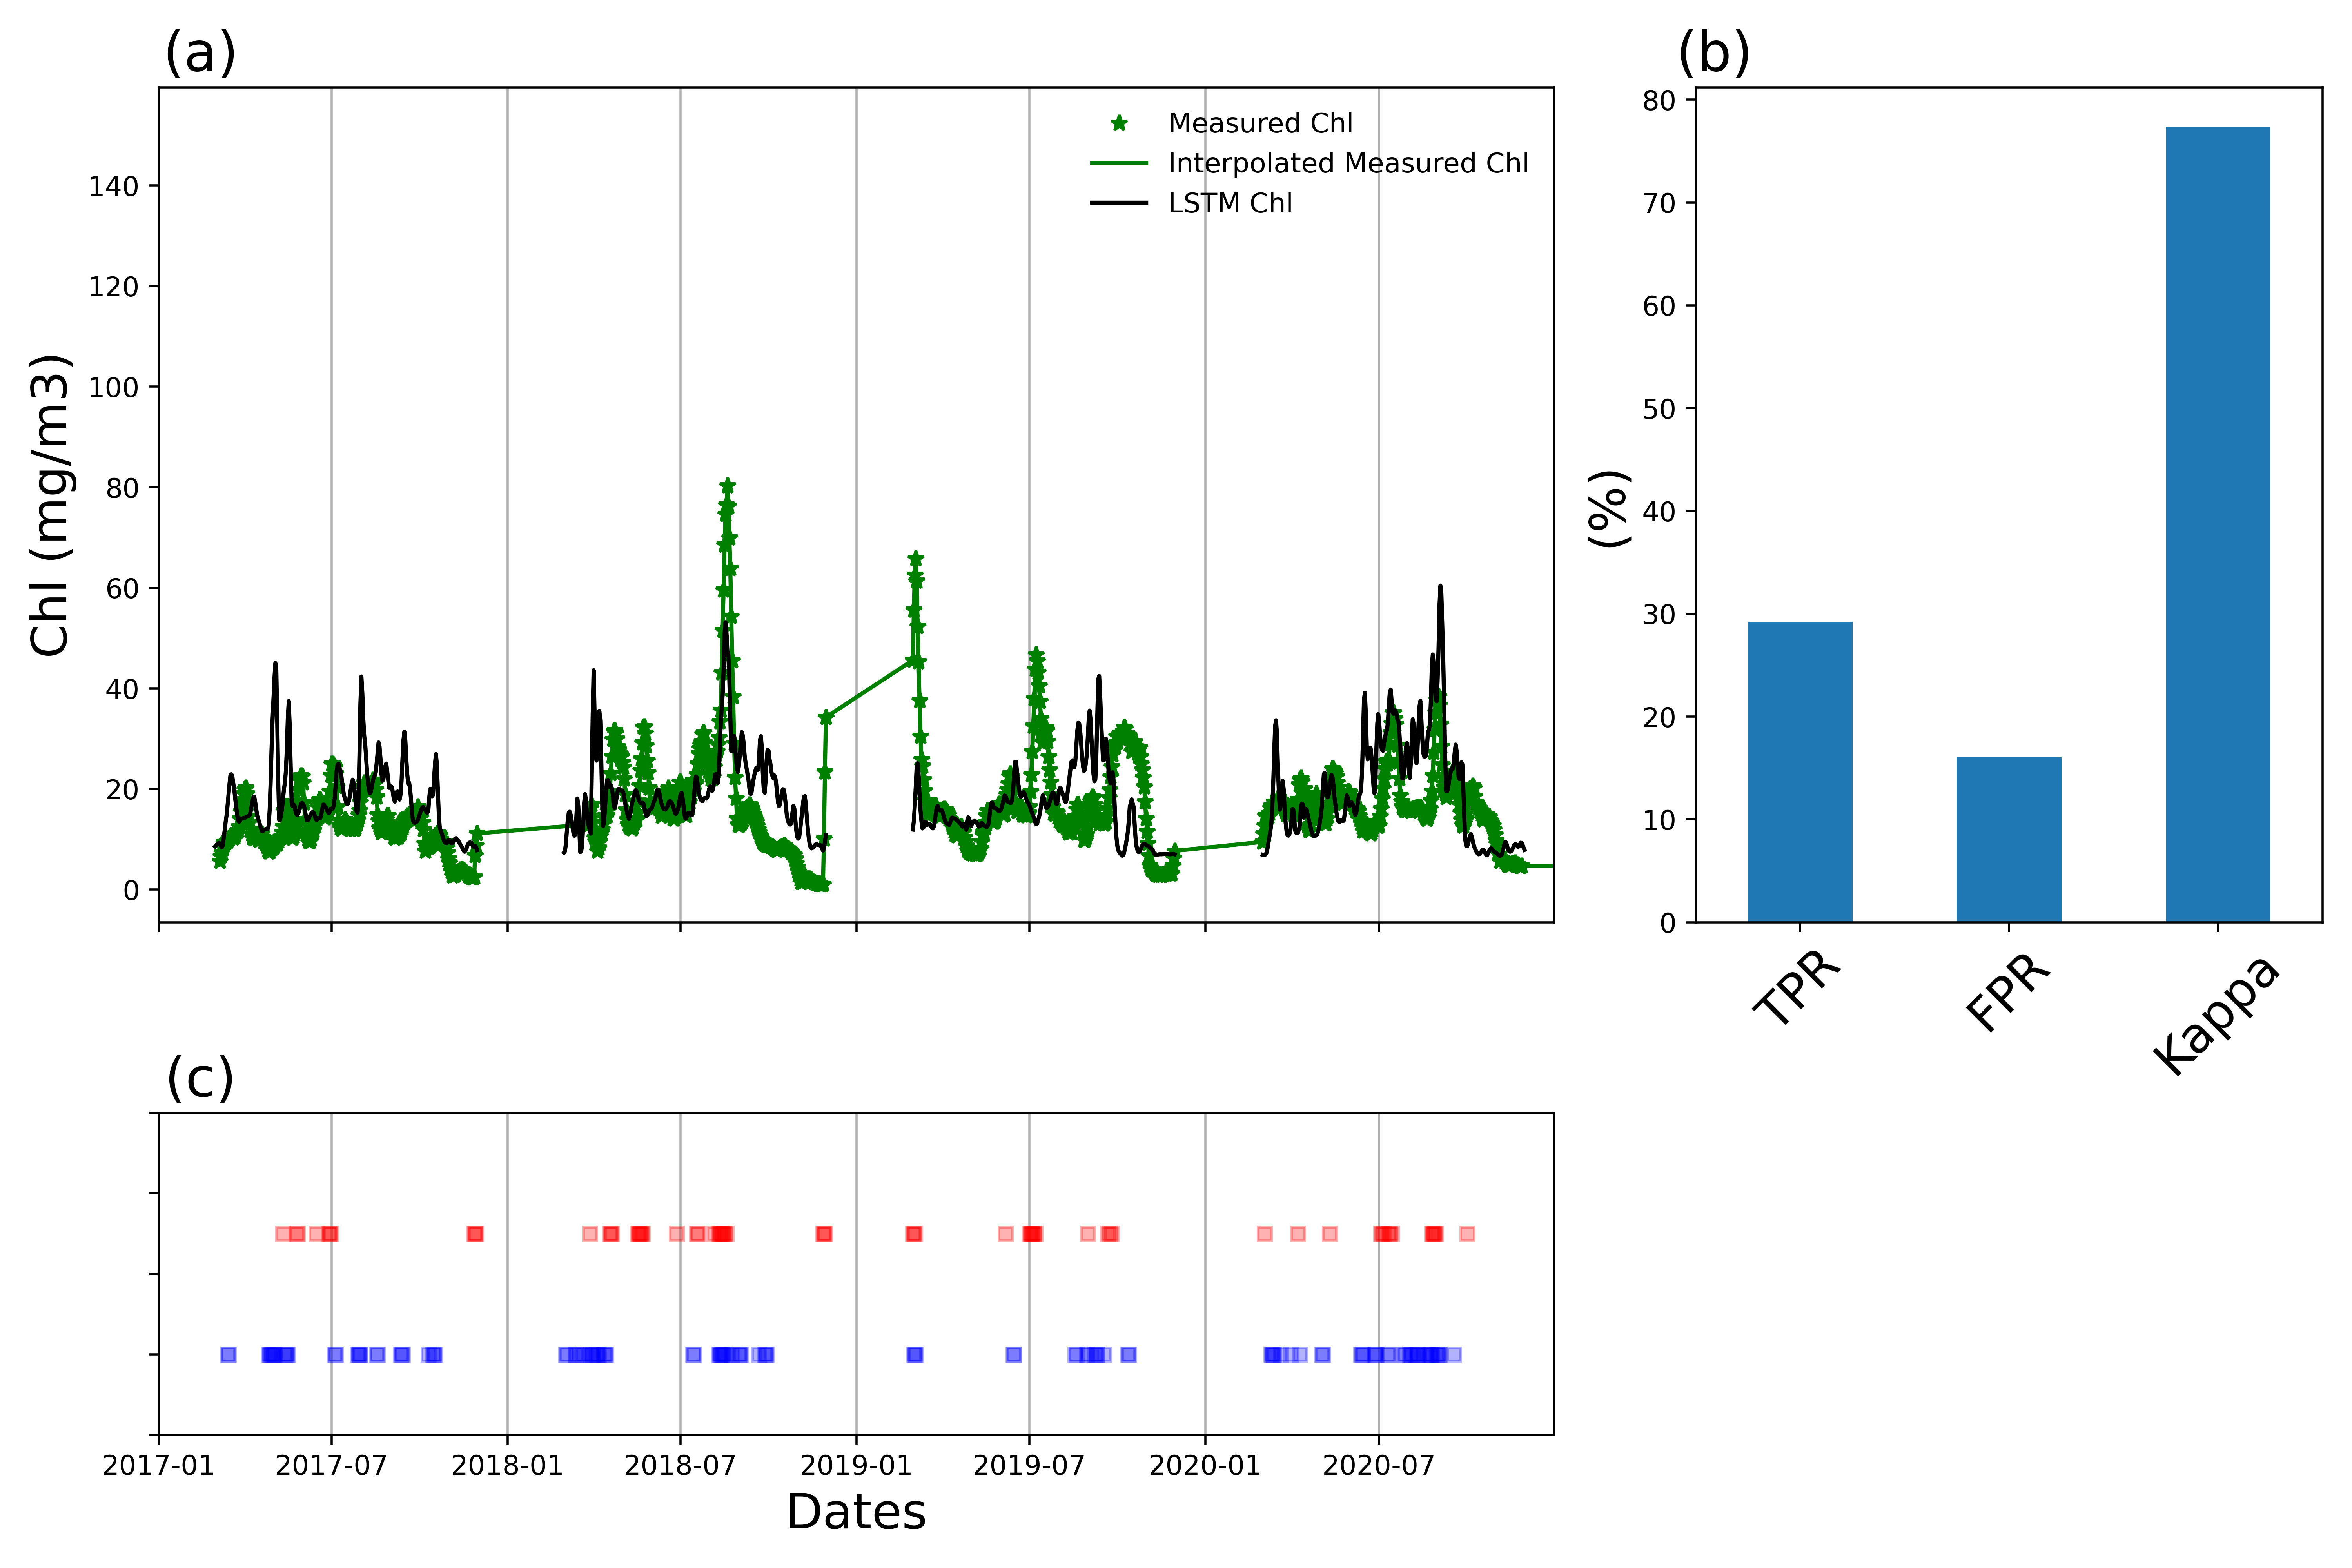 (a)
Chl (mg/m3)
140
120
100
80
60
40
20
0
Measured Chl
Interpolated Measured Chl
LSTM Chl
(b)
(%)
80
70
60
50
40
30
20
10
0
TPR
FPR
Kappa
(c)
2017-01
2017-07
2018-01
2018-07
2019-01
2019-07
2020-01
2020-07
Dates